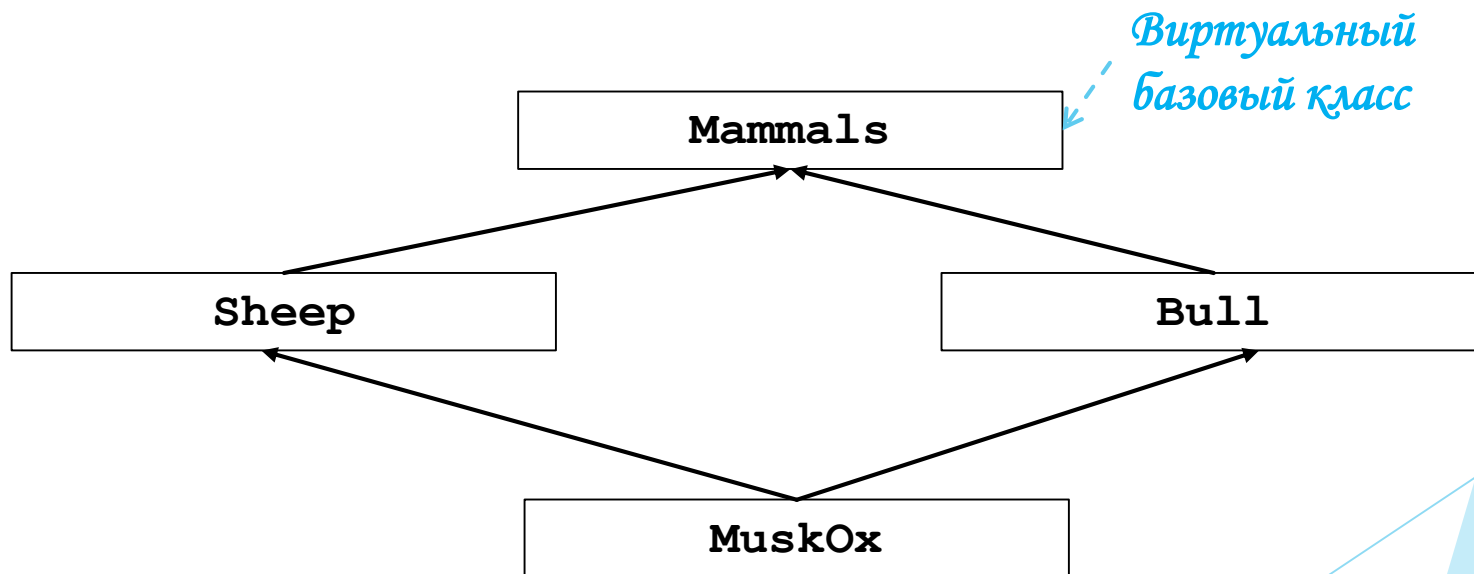 Виртуальный
базовый класс
Mammals
Sheep
Bull
MuskOx